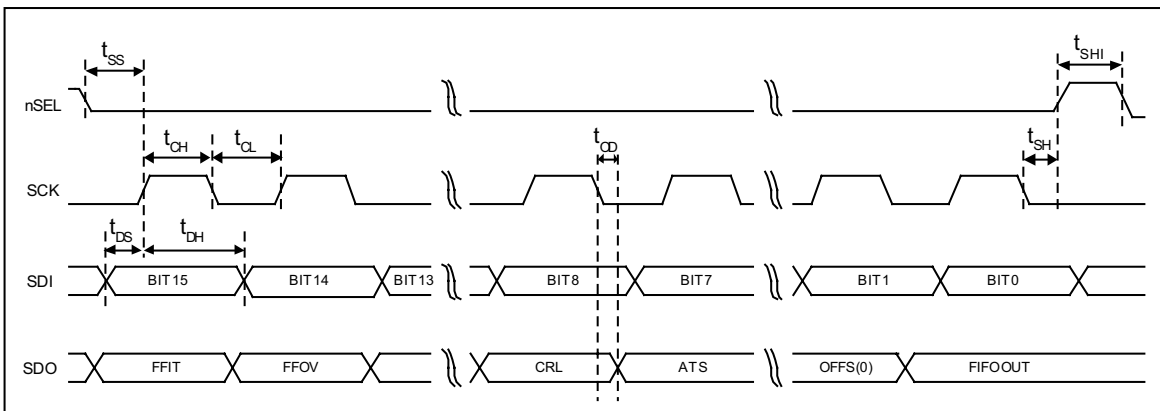 tSS
tSHI
nSEL
tCH
tCL
tOD
tSH
SCK
tDS
tDH
SDI
BIT15
BIT14
BIT13
BIT8
BIT7
BIT1
BIT0
SDO
FFIT
FFOV
CRL
ATS
OFFS(0)
FIFOOUT